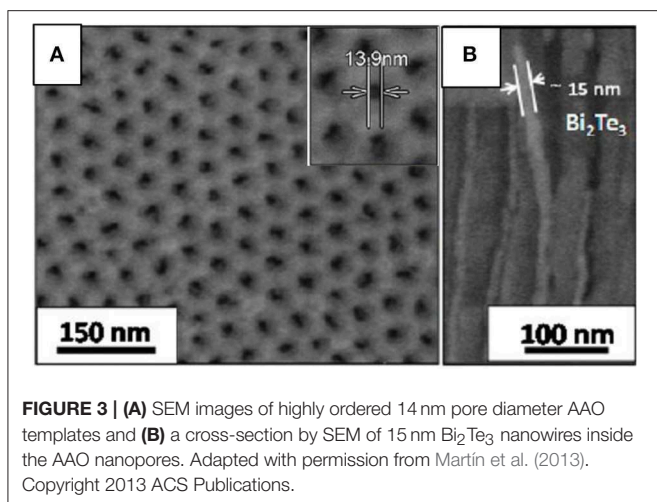 A
13.9nm
150 nm
B
~ 15 nm
Bi₂Te₃
100 nm
FIGURE 3 | (A) SEM images of highly ordered 14 nm pore diameter AAO
templates and (B) a cross-section by SEM of 15 nm Bi₂Te₃ nanowires inside
the AAO nanopores. Adapted with permission from Martín et al. (2013).
Copyright 2013 ACS Publications.